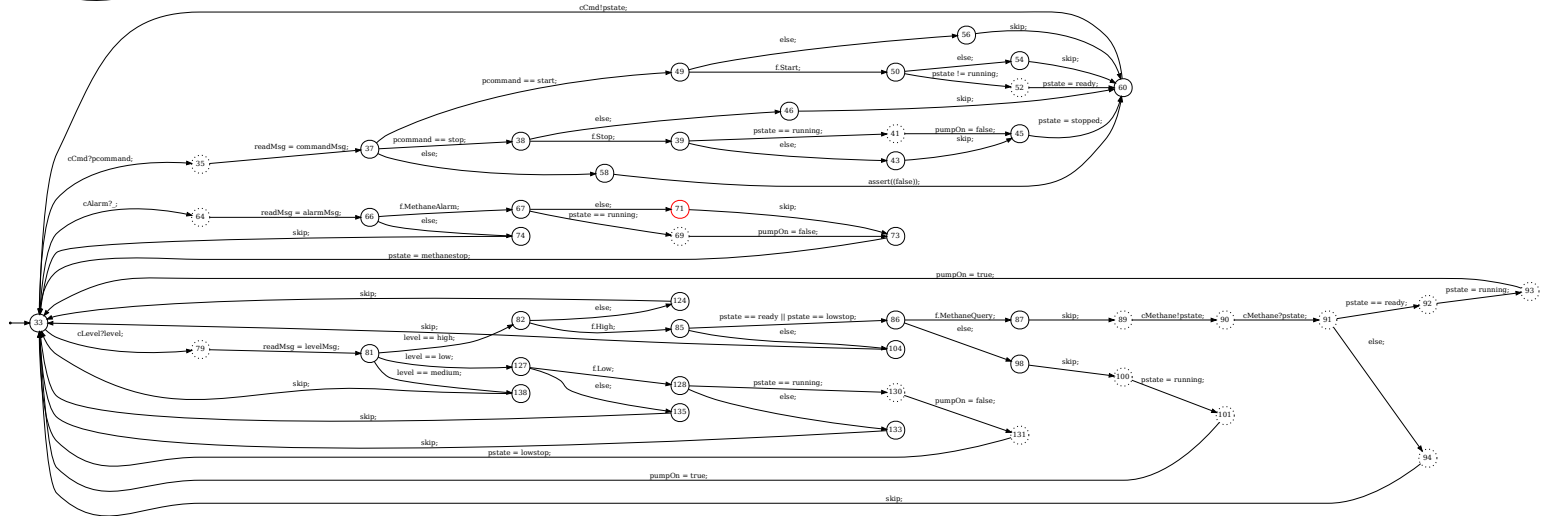 cCmd!pstate;
56
skip;
else;
54
else;
skip;
49
f.Start;
50
pstate != running;
pcommand == start;
52
pstate = ready;
60
skip;
46
else;
pstate = stopped;
pstate == running;
41
pumpOn = false;
45
pcommand == stop;
38
f.Stop;
39
skip;
readMsg = commandMsg;
37
else;
else;
43
cCmd?pcommand;
35
58
assert((false));
cAlarm?_;
64
readMsg = alarmMsg;
66
f.MethaneAlarm;
67
else;
71
skip;
pstate == running;
else;
skip;
74
69
pumpOn = false;
73
pstate = methanestop;
pumpOn = true;
93
pstate = running;
skip;
124
pstate == ready;
92
else;
33
82
pstate == ready || pstate == lowstop;
86
f.MethaneQuery;
87
skip;
89
cMethane!pstate;
90
cMethane?pstate;
91
cLevel?level;
skip;
f.High;
85
else;
else;
level == high;
else;
79
readMsg = levelMsg;
81
104
level == low;
127
f.Low;
98
skip;
level == medium;
100
pstate = running;
skip;
138
else;
128
pstate == running;
130
else;
pumpOn = false;
skip;
135
101
133
131
skip;
pstate = lowstop;
94
pumpOn = true;
skip;